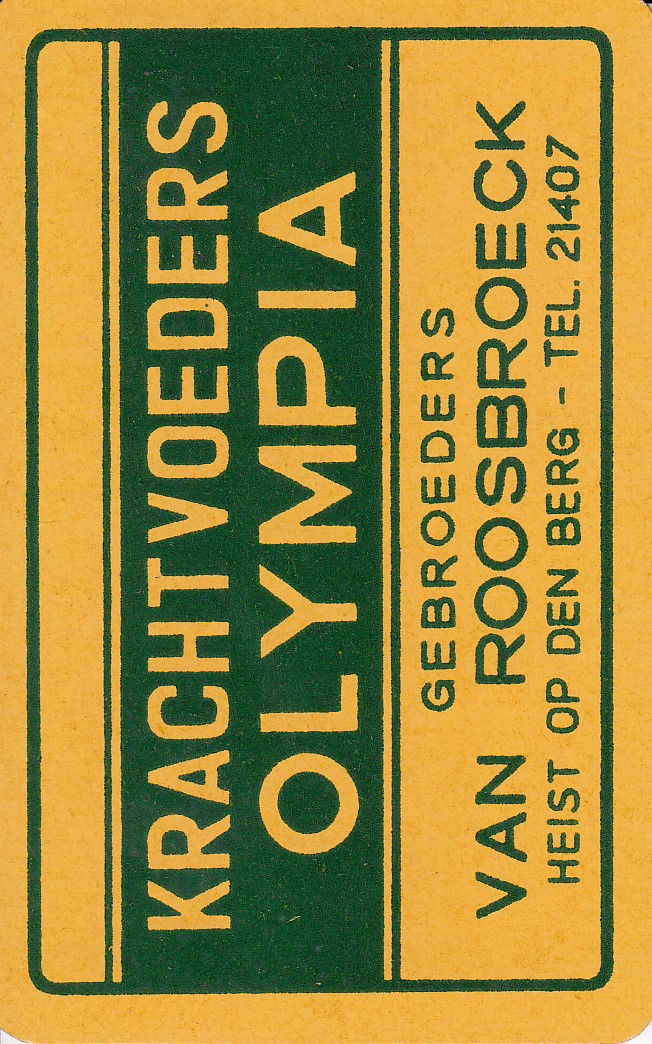 KRACHTVOEDERS
OLYMPIA
GEBROEDERS
VAN ROOSBROECK
HEIST OP DEN BERG - TEL. 21407